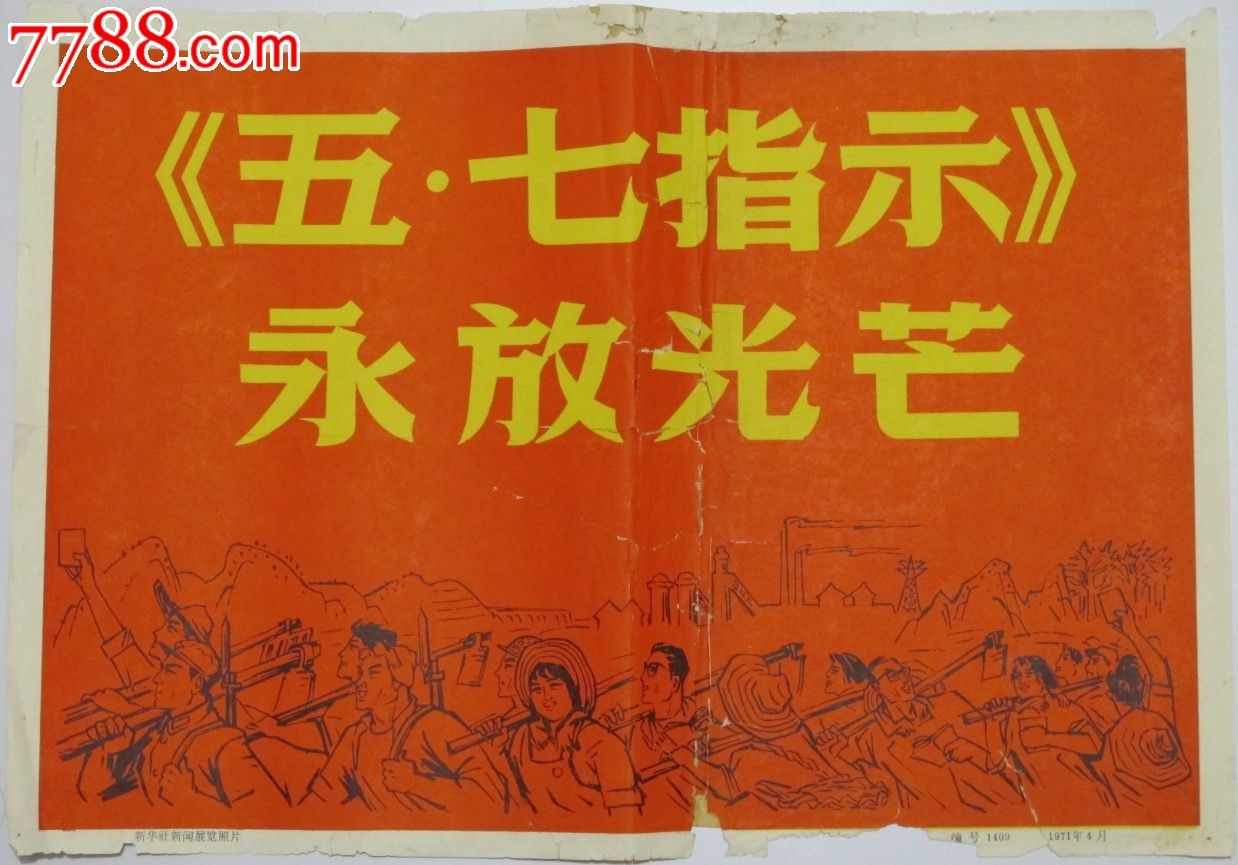 7788.com
《五·七指示》
永放光芒
新华社新闻展览照片
编号 1409 1971年4月